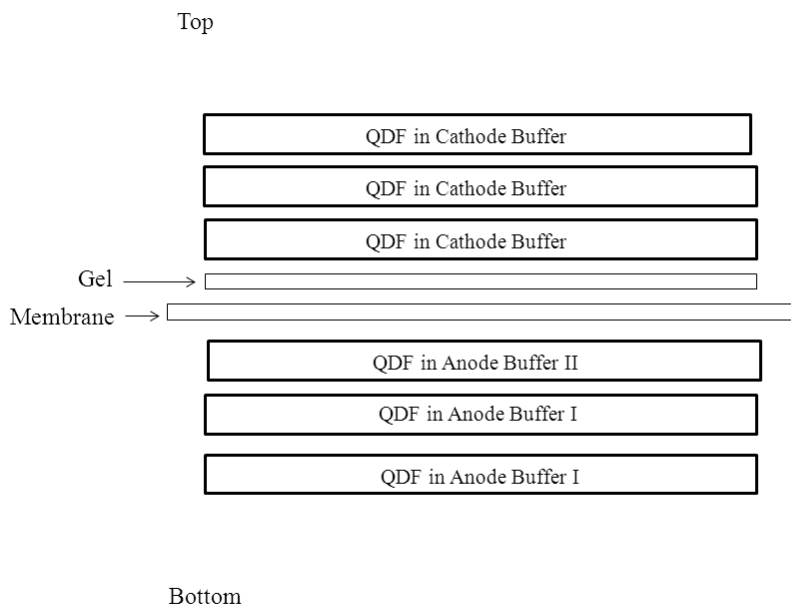 Top
QDF in Cathode Buffer
QDF in Cathode Buffer
QDF in Cathode Buffer
Gel
Membrane
QDF in Anode Buffer II
QDF in Anode Buffer I
QDF in Anode Buffer I
Bottom